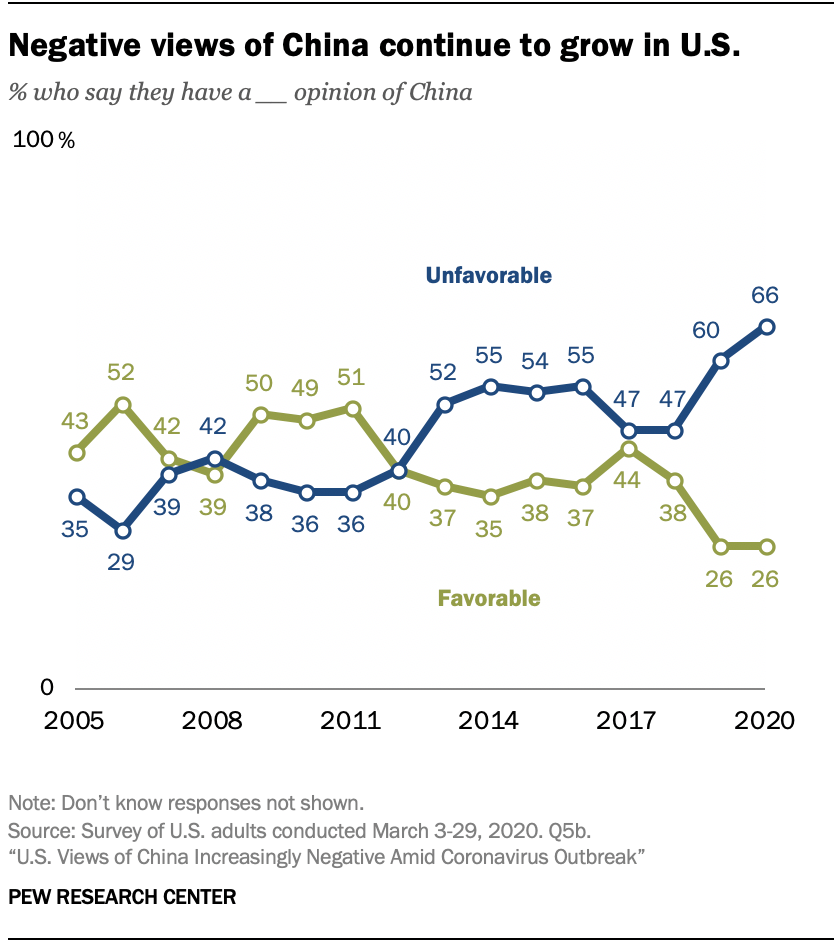 Negative views of China continue to grow in U.S.
% who say they have a __ opinion of China
100 %
Unfavorable
66
60
52
50 49 51
52 55 54 55
43
42 42
40
47 47
35
29
39 39
38 36 36
40
37 35 38 37
44
38
26 26
Favorable
0
2005 2008 2011 2014 2017 2020
Note: Don’t know responses not shown.
Source: Survey of U.S. adults conducted March 3-29, 2020. Q5b.
“U.S. Views of China Increasingly Negative Amid Coronavirus Outbreak”
PEW RESEARCH CENTER